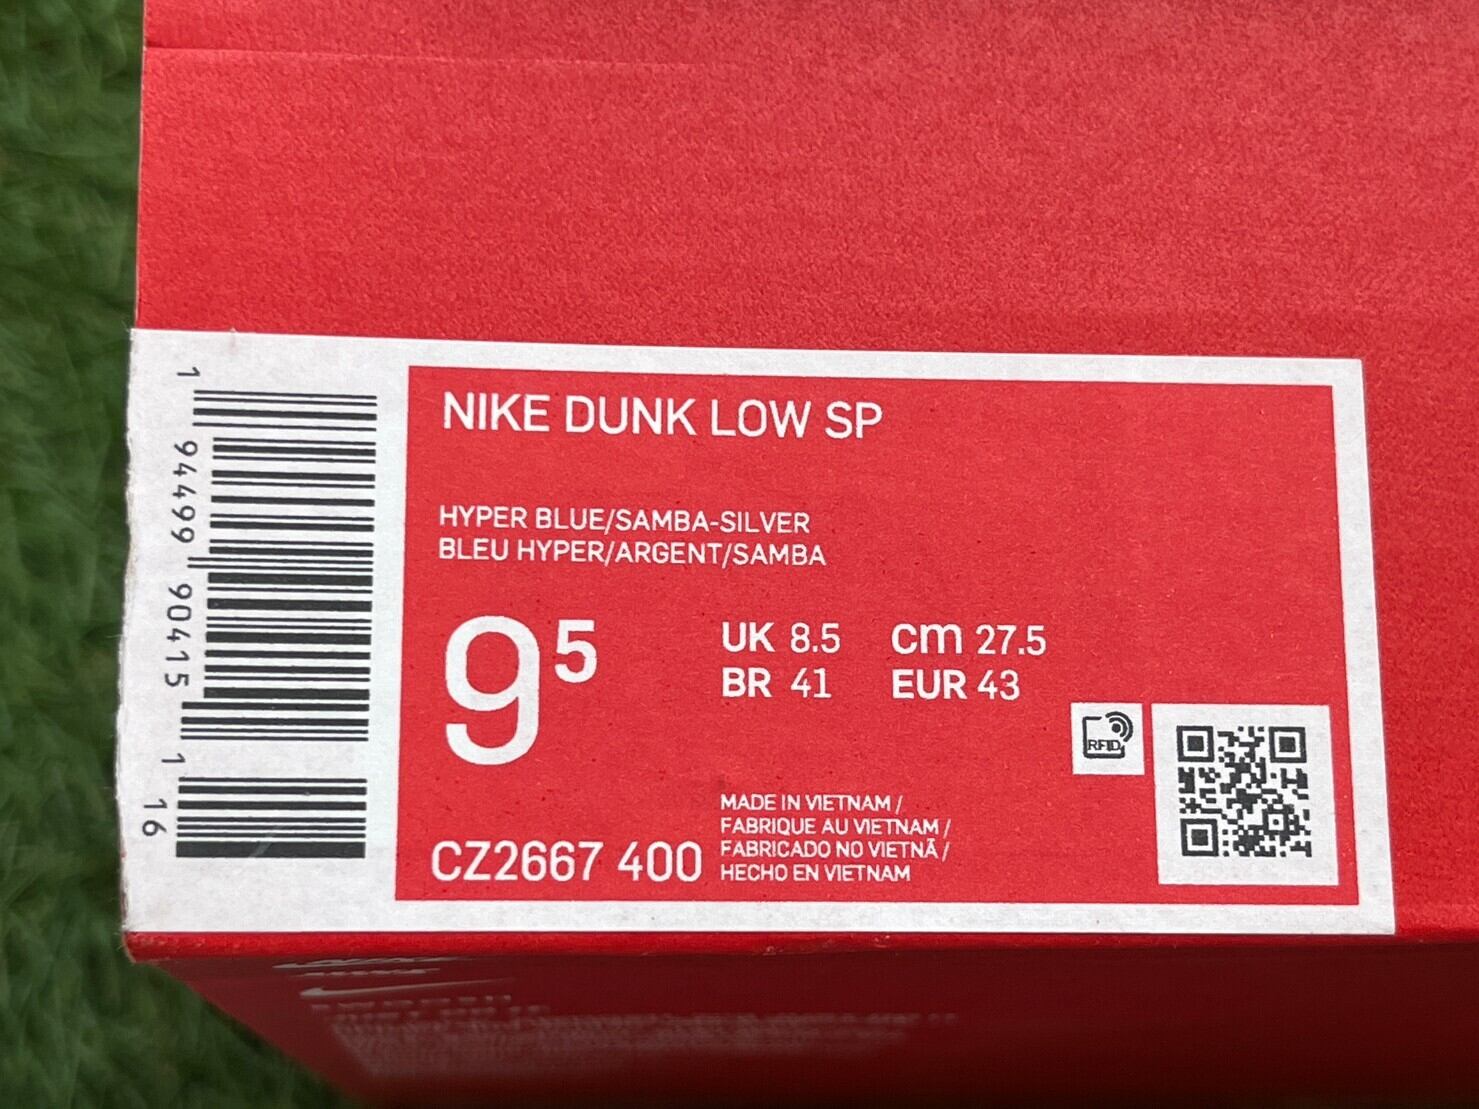 1 94499 90415 1 16
NIKE DUNK LOW SP
HYPER BLUE/SAMBA-SILVER
BLEU HYPER/ARGENT/SAMBA
9 5
UK 8.5 cm 27.5
BR 41 EUR 43
RFID
CZ2667 400
MADE IN VIETNAM /
FABRIQUE AU VIETNAM /
FABRICADO NO VIETNÃ /
HECHO EN VIETNAM